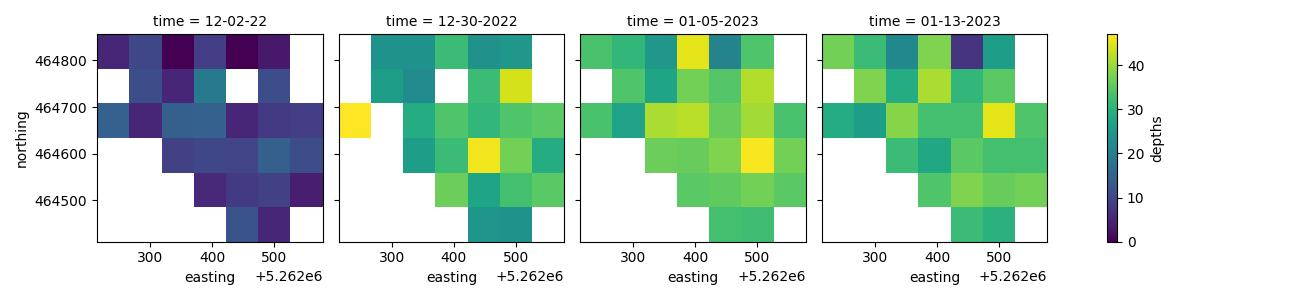 time = 12-02-22 time = 12-30-2022 time = 01-05-2023 time = 01-13-2023
464800
464700
464600
464500
northing
300 400 500 300 400 500 300 400 500 300 400 500
easting +5.262e6 easting +5.262e6 easting +5.262e6 easting +5.262e6
40
30
20
10
0
depths